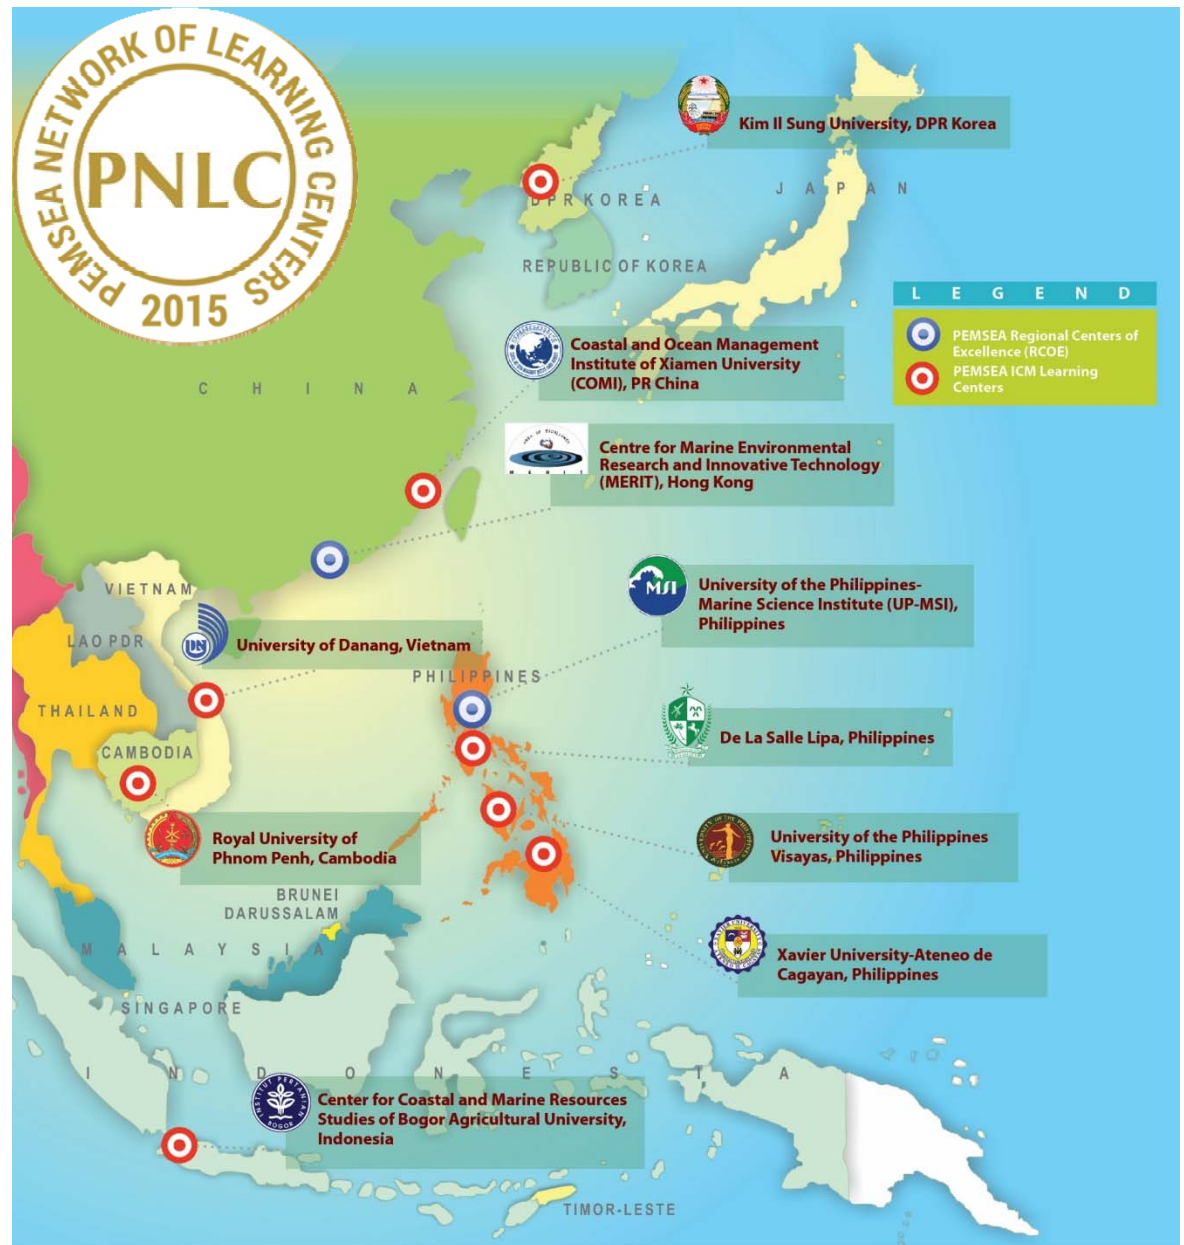 PEMSEA NETWORK OF LEARNING CENTERS
PNLC
2015
Kim Il Sung University, DPR Korea
JAPAN
DPR KOREA
REPUBLIC OF KOREA
LEGEND
PEMSEA Regional Centers of
Excellence (RCOE)
PEMSEA ICM Learning
Centers
Coastal and Ocean Management
Institute of Xiamen University
(COMI), PR China
CHINA
Centre for Marine Environmental
Research and Innovative Technology
(MERIT), Hong Kong
MERIT
VIETNAM
MSI
University of the Philippines-
Marine Science Institute (UP-MSI),
Philippines
LAO PDR
UN
University of Danang, Vietnam
PHILIPPINES
THAILAND
De La Salle Lipa, Philippines
CAMBODIA
Royal University of
Phnom Penh, Cambodia
University of the Philippines
Visayas, Philippines
BRUNEI
DARUSSALAM
MALAYSIA
Xavier University-Ateneo de
Cagayan, Philippines
SINGAPORE
INDONESIA
INSTITUT PERTANIAN
BOGOR
Center for Coastal and Marine Resources
Studies of Bogor Agricultural University,
Indonesia
TIMOR-LESTE